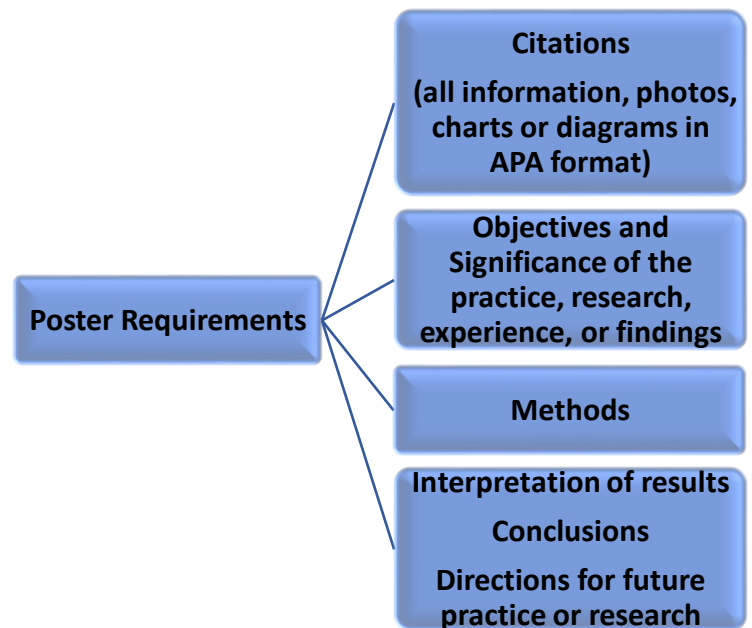 Poster Requirements
Citations
(all information, photos,
charts or diagrams in
APA format)
Objectives and
Significance of the
practice, research,
experience, or findings
Methods
Interpretation of results
Conclusions
Directions for future
practice or research